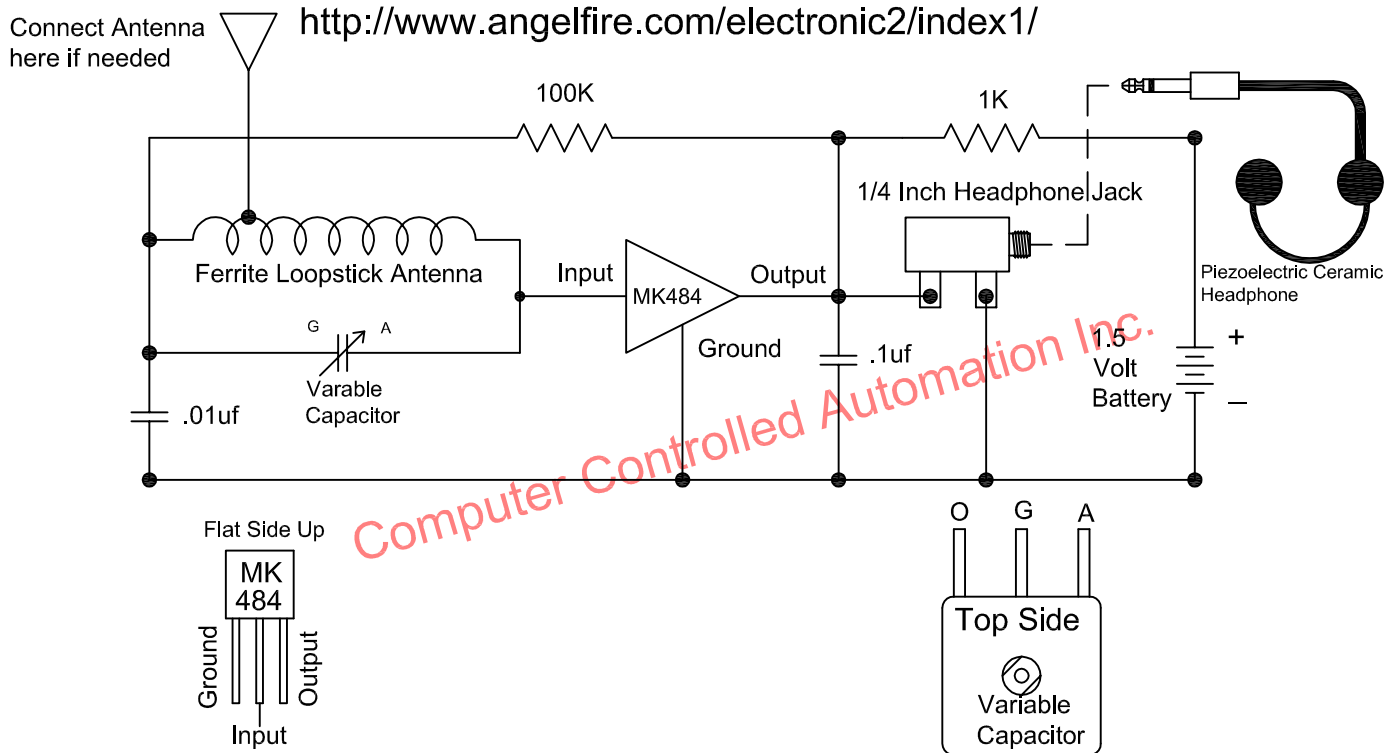 Connect Antenna
here if needed
http://www.angelfire.com/electronic2/index1/
100K
1K
1/4 Inch Headphone Jack
Ferrite Loopstick Antenna
Input
MK484
Output
Piezoelectric Ceramic
Headphone
G
A
Ground
Varable
Capacitor
.01uf
.1uf
1.5
Volt
Battery
+
–
Computer Controlled Automation Inc.
Flat Side Up
MK
484
Ground
Output
Input
O
G
A
Top Side
Variable
Capacitor